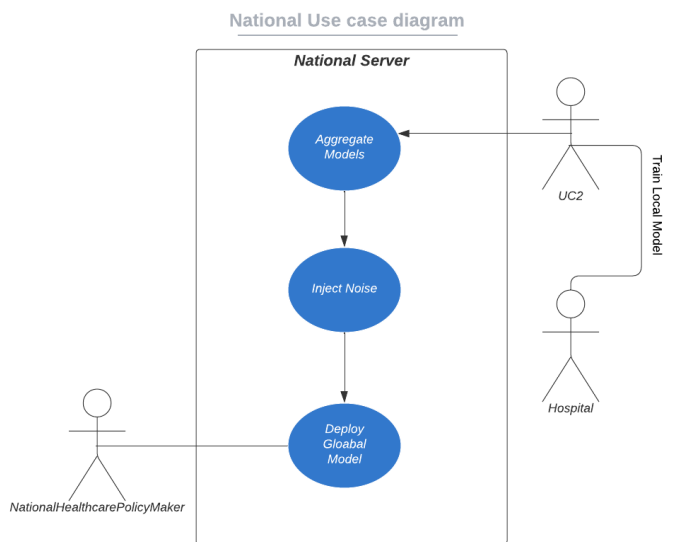 National Use case diagram
National Server
Aggregate
Models
UC2
Train Local Model
Inject Noise
Hospital
Deploy
Gloabal
Model
NationalHealthcarePolicyMaker